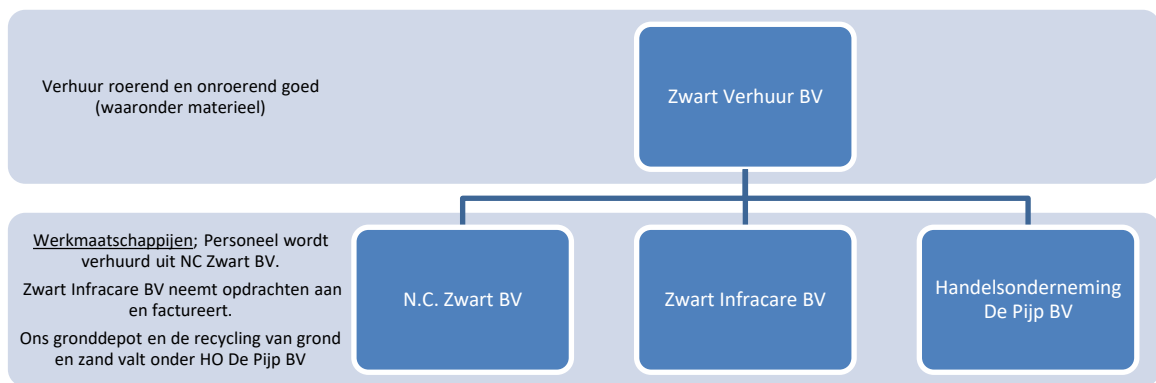 Verhuur roerend en onroerend goed
(waaronder materieel)
Zwart Verhuur BV
Werkmaatschappijen; Personeel wordt
verhuurd uit NC Zwart BV.
Zwart Infracare BV neemt opdrachten aan
en factureert.
Ons gronddepot en de recycling van grond
en zand valt onder HO De Pijp BV
N.C. Zwart BV
Zwart Infracare BV
Handelsonderneming
De Pijp BV